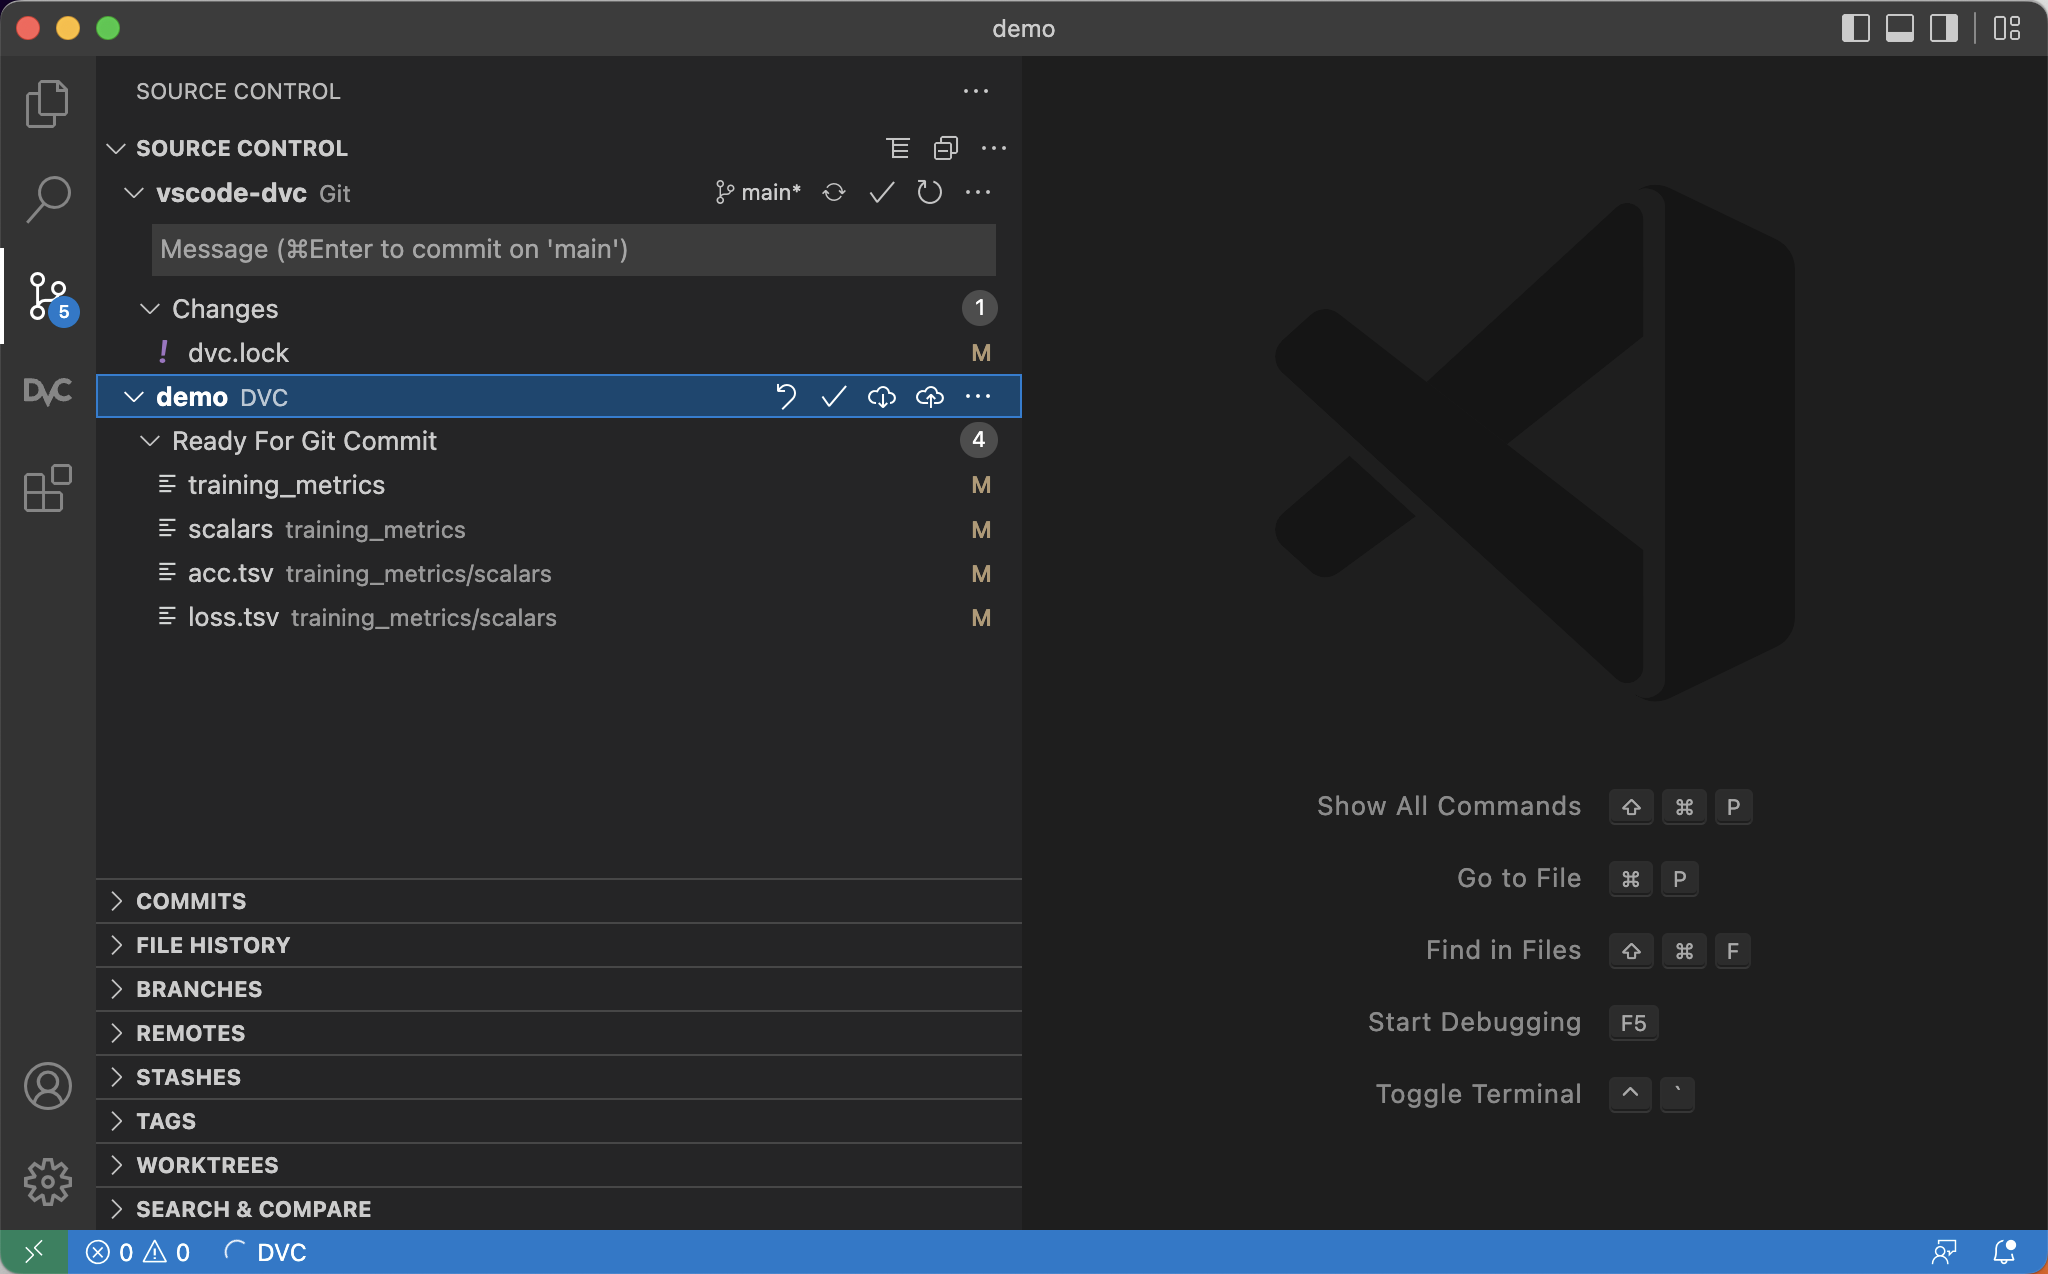 demo
SOURCE CONTROL
SOURCE CONTROL
vscode-dvc Git main*
Message (⌘Enter to commit on 'main')
Changes 1
! dvc.lock M
5
DVC
demo DVC
Ready For Git Commit 4
training_metrics M
scalars training_metrics M
acc.tsv training_metrics/scalars M
loss.tsv training_metrics/scalars M
COMMITS
FILE HISTORY
BRANCHES
REMOTES
STASHES
TAGS
WORKTREES
SEARCH & COMPARE
Show All Commands ⇧ ⌘ P
Go to File ⌘ P
Find in Files ⇧ ⌘ F
Start Debugging F5
Toggle Terminal ^ `
0 0 DVC